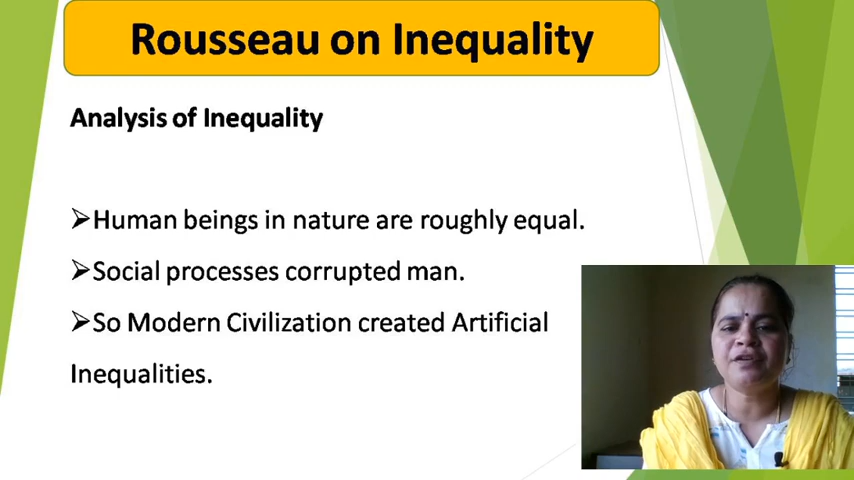 Rousseau on Inequality
Analysis of Inequality
➢Human beings in nature are roughly equal.
➢Social processes corrupted man.
➢So Modern Civilization created Artificial
Inequalities.